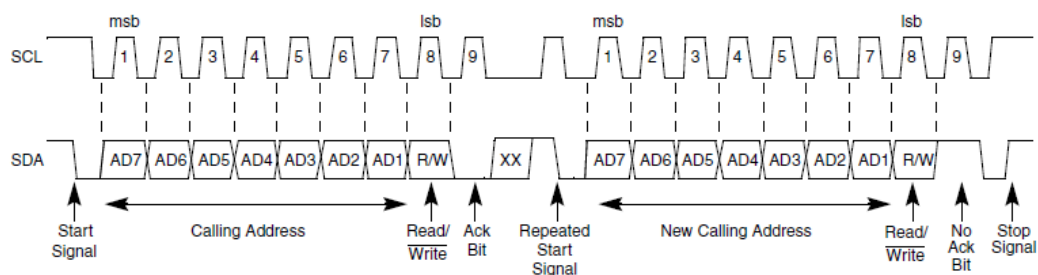 msb lsb msb lsb
SCL 1 2 3 4 5 6 7 8 9 1 2 3 4 5 6 7 8 9
SDA AD7 AD6 AD5 AD4 AD3 AD2 AD1 R/W XX AD7 AD6 AD5 AD4 AD3 AD2 AD1 R/W
Start
Signal
Calling Address
Read/
Write
Ack
Bit
Repeated
Start
Signal
New Calling Address
Read/
Write
No
Ack
Bit
Stop
Signal